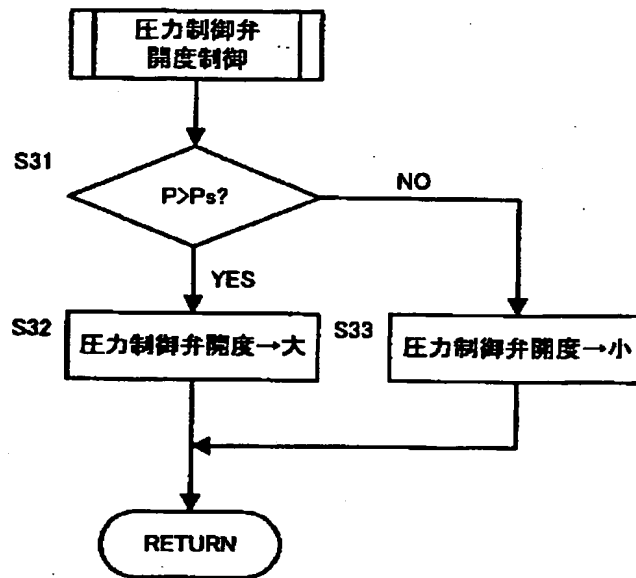 圧力制御弁
開度制御
S31
P>Ps?
NO
YES
S32
圧力制御弁開度→大
S33
圧力制御弁開度→小
RETURN